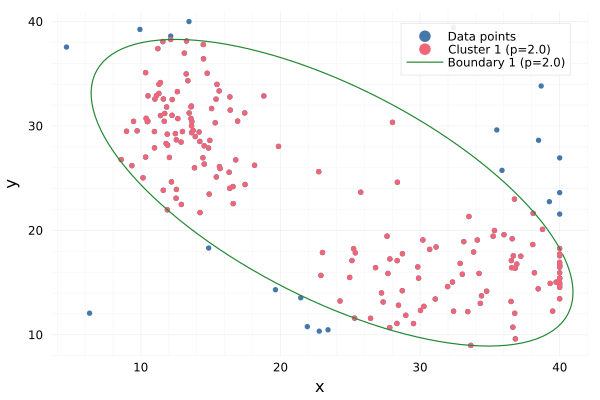 40
30
20
10
y
Data points
Cluster 1 (p=2.0)
Boundary 1 (p=2.0)
10 20 30 40
x